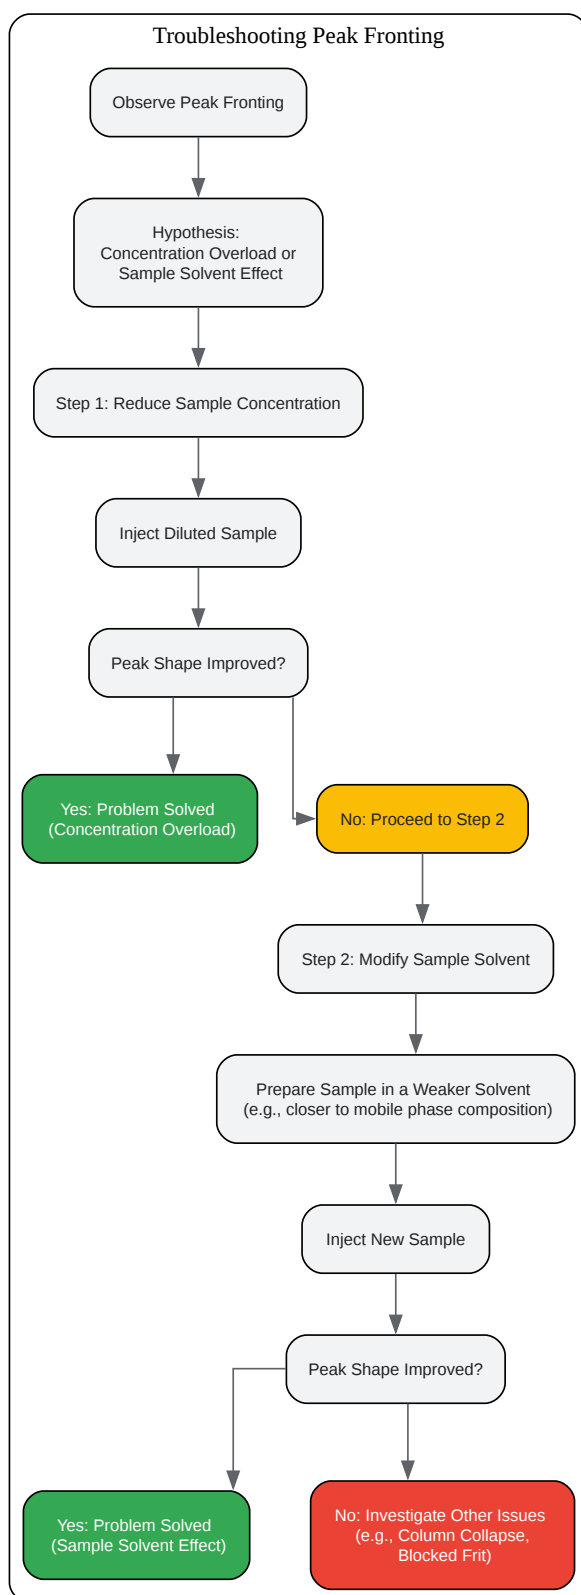 Troubleshooting Peak Fronting
Observe Peak Fronting
Hypothesis:
Concentration Overload or
Sample Solvent Effect
Step 1: Reduce Sample Concentration
Inject Diluted Sample
Peak Shape Improved?
Yes: Problem Solved
(Concentration Overload)
No: Proceed to Step 2
Step 2: Modify Sample Solvent
Prepare Sample in a Weaker Solvent
(e.g., closer to mobile phase composition)
Inject New Sample
Peak Shape Improved?
Yes: Problem Solved
(Sample Solvent Effect)
No: Investigate Other Issues
(e.g., Column Collapse,
Blocked Frit)